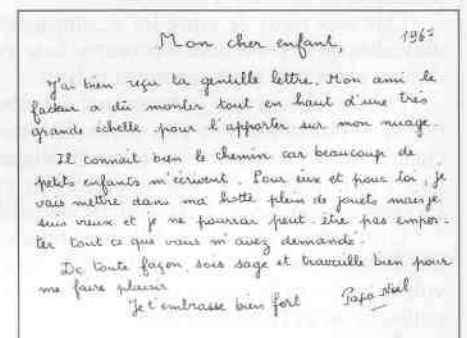 Mon cher enfant, 1962
J'ai bien reçu ta gentille lettre. Mon ami le
facteur a dû monter tout en haut d'une très
grande échelle pour l'apporter sur mon nuage.
Il connait bien le chemin car beaucoup de
petits enfants m'écrivent. Pour eux et pour toi, je
vais mettre dans ma hotte plein de jouets mais je
suis vieux et je ne pourrai peut-être pas empor-
ter tout ce que vous m'avez demandé.
De toute façon, sois sage et travaille bien pour
me faire plaisir
Je t'embrasse bien fort Papa Noël